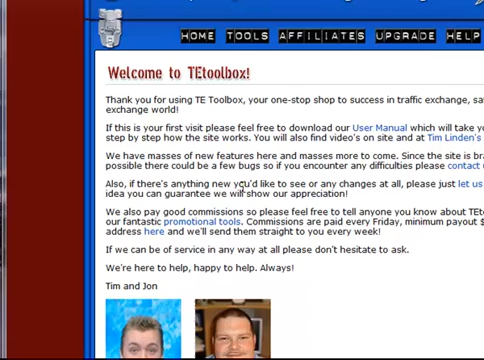 HOME TOOLS AFFILIATES UPGRADE HELP
Welcome to TEtoolbox!
Thank you for using TE Toolbox, your one-stop shop to success in traffic exchange,
exchange world!
If this is your first visit please feel free to download our User Manual which will take
step by step how the site works. You will also find video's on site and at Tim Linden's
We have masses of new features here and masses more to come. Since the site is
possible there could be a few bugs so if you encounter any difficulties please contact
Also, if there's anything new you'd like to see or any changes at all, please just let us
idea you can guarantee we will show our appreciation!
We also pay good commissions so please feel free to tell anyone you know about
our fantastic promotional tools. Commissions are paid every Friday, minimum payout $
address here and we'll send them straight to you every week!
If we can be of service in any way at all please don't hesitate to ask.
We're here to help, happy to help. Always!
Tim and Jon